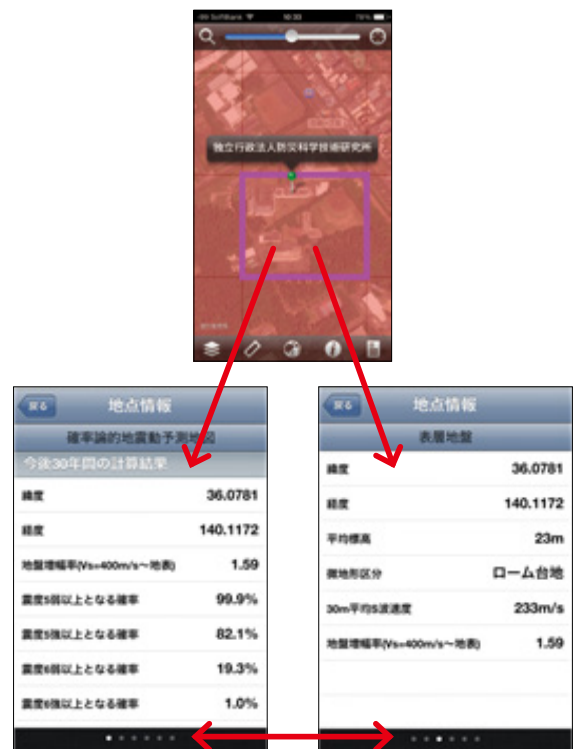 99 SoftBank 10:33 78%
独立行政法人防災科学技術研究所
戻る 地点情報
確率論的地震動予測地図
今後30年間の計算結果
緯度 36.0781
経度 140.1172
地盤増幅率(Vs=400m/s～地表) 1.59
震度5弱以上となる確率 99.9%
震度5強以上となる確率 82.1%
震度6弱以上となる確率 19.3%
震度6強以上となる確率 1.0%
戻る 地点情報
表層地盤
緯度 36.0781
経度 140.1172
平均標高 23m
微地形区分 ローム台地
30m平均S波速度 233m/s
地盤増幅率(Vs=400m/s～地表) 1.59